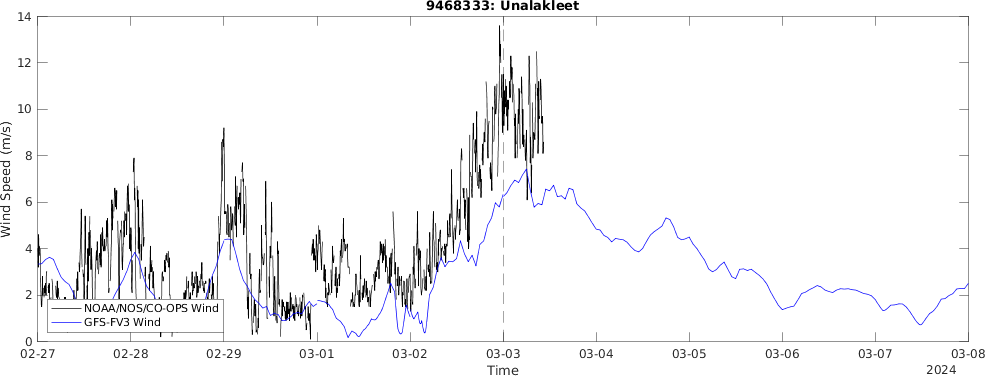 9468333: Unalakleet
Wind Speed (m/s)
14
12
10
8
6
4
2
0
NOAA/NOS/CO-OPS Wind
GFS-FV3 Wind
02-27 02-28 02-29 03-01 03-02 03-03 03-04 03-05 03-06 03-07 03-08
Time
2024